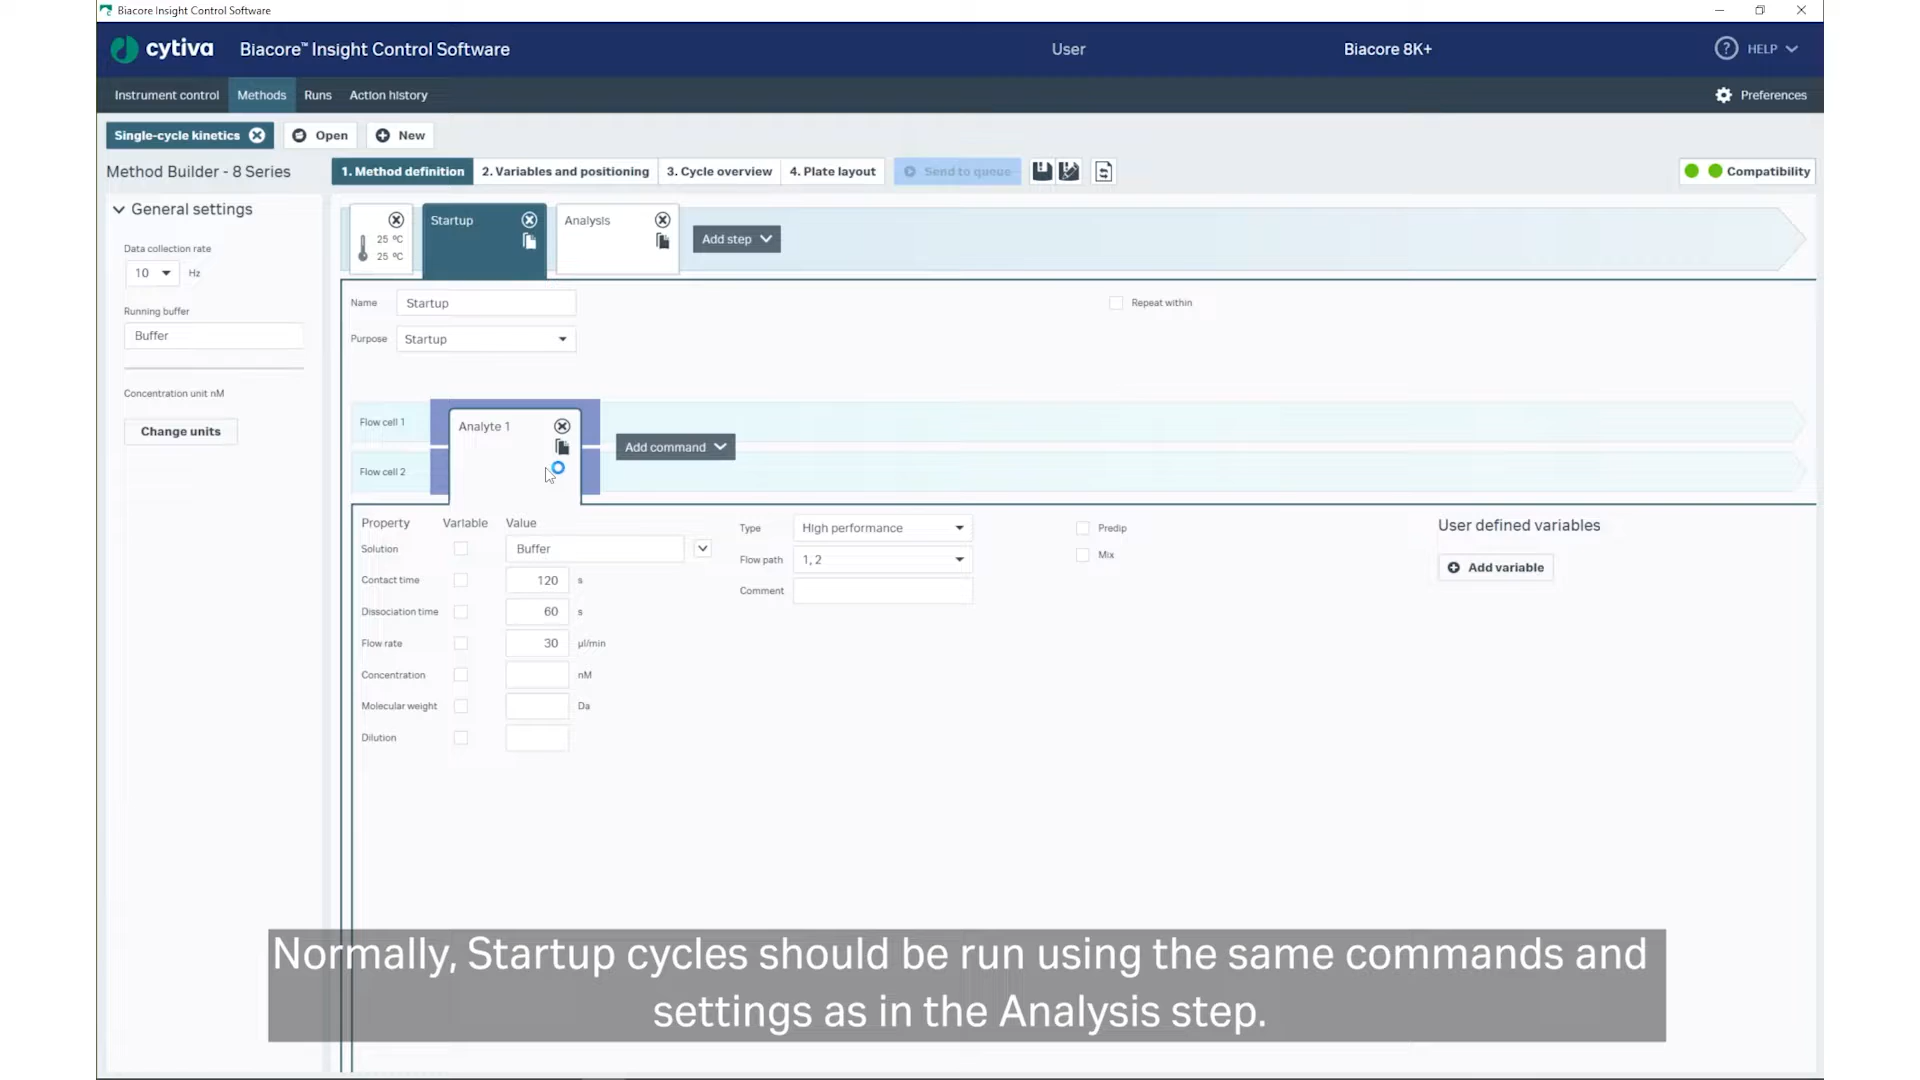 Biacore Insight Control Software
cytiva Biacore™ Insight Control Software User Biacore 8K+ ? HELP
Instrument control Methods Runs Action history Preferences
Single-cycle kinetics Open New
Method Builder - 8 Series 1. Method definition 2. Variables and positioning 3. Cycle overview 4. Plate layout Send to queue Compatibility
General settings
Data collection rate
10 Hz
Running buffer
Buffer
Concentration unit nM
Change units
25 ºC
25 ºC
Startup
Analysis
Add step
Name Startup Repeat within
Purpose Startup
Flow cell 1
Flow cell 2
Analyte 1
Add command
Property Variable Value
Solution Buffer
Contact time 120 s
Dissociation time 60 s
Flow rate 30 µl/min
Concentration nM
Molecular weight Da
Dilution
Type High performance
Flow path 1, 2
Comment
Predip
Mix
User defined variables
Add variable
Normally, Startup cycles should be run using the same commands and
settings as in the Analysis step.